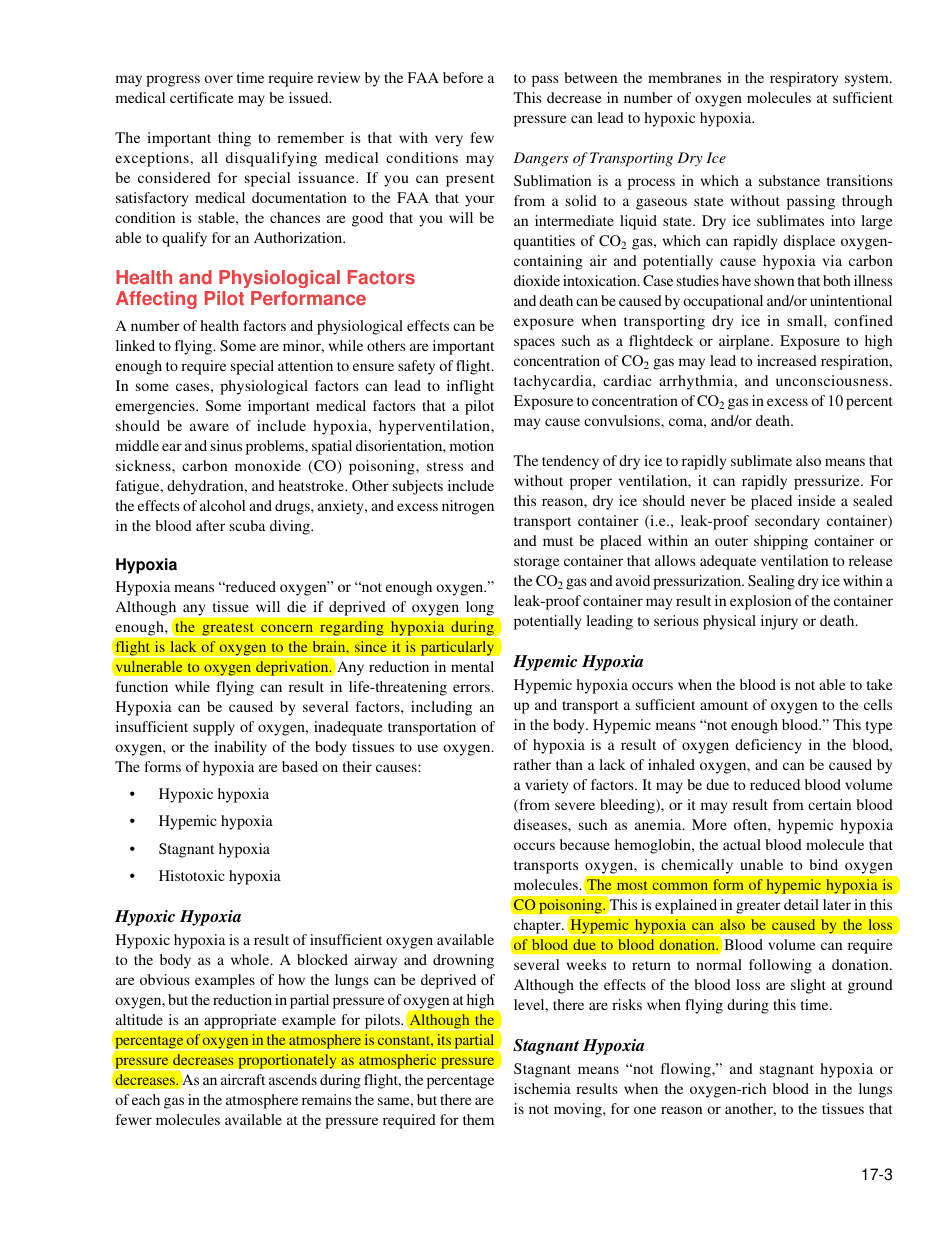 may progress over time require review by the FAA before a
medical certificate may be issued.
The important thing to remember is that with very few
exceptions, all disqualifying medical conditions may
be considered for special issuance. If you can present
satisfactory medical documentation to the FAA that your
condition is stable, the chances are good that you will be
able to qualify for an Authorization.
Health and Physiological Factors
Affecting Pilot Performance
A number of health factors and physiological effects can be
linked to flying. Some are minor, while others are important
enough to require special attention to ensure safety of flight.
In some cases, physiological factors can lead to inflight
emergencies. Some important medical factors that a pilot
should be aware of include hypoxia, hyperventilation,
middle ear and sinus problems, spatial disorientation, motion
sickness, carbon monoxide (CO) poisoning, stress and
fatigue, dehydration, and heatstroke. Other subjects include
the effects of alcohol and drugs, anxiety, and excess nitrogen
in the blood after scuba diving.
Hypoxia
Hypoxia means “reduced oxygen” or “not enough oxygen.”
Although any tissue will die if deprived of oxygen long
enough, the greatest concern regarding hypoxia during
flight is lack of oxygen to the brain, since it is particularly
vulnerable to oxygen deprivation. Any reduction in mental
function while flying can result in life-threatening errors.
Hypoxia can be caused by several factors, including an
insufficient supply of oxygen, inadequate transportation of
oxygen, or the inability of the body tissues to use oxygen.
The forms of hypoxia are based on their causes:
• Hypoxic hypoxia
• Hypemic hypoxia
• Stagnant hypoxia
• Histotoxic hypoxia
Hypoxic Hypoxia
Hypoxic hypoxia is a result of insufficient oxygen available
to the body as a whole. A blocked airway and drowning
are obvious examples of how the lungs can be deprived of
oxygen, but the reduction in partial pressure of oxygen at high
altitude is an appropriate example for pilots. Although the
percentage of oxygen in the atmosphere is constant, its partial
pressure decreases proportionately as atmospheric pressure
decreases. As an aircraft ascends during flight, the percentage
of each gas in the atmosphere remains the same, but there are
fewer molecules available at the pressure required for them
to pass between the membranes in the respiratory system.
This decrease in number of oxygen molecules at sufficient
pressure can lead to hypoxic hypoxia.
Dangers of Transporting Dry Ice
Sublimation is a process in which a substance transitions
from a solid to a gaseous state without passing through
an intermediate liquid state. Dry ice sublimates into large
quantities of CO₂ gas, which can rapidly displace oxygen-
containing air and potentially cause hypoxia via carbon
dioxide intoxication. Case studies have shown that both illness
and death can be caused by occupational and/or unintentional
exposure when transporting dry ice in small, confined
spaces such as a flightdeck or airplane. Exposure to high
concentration of CO₂ gas may lead to increased respiration,
tachycardia, cardiac arrhythmia, and unconsciousness.
Exposure to concentration of CO₂ gas in excess of 10 percent
may cause convulsions, coma, and/or death.
The tendency of dry ice to rapidly sublimate also means that
without proper ventilation, it can rapidly pressurize. For
this reason, dry ice should never be placed inside a sealed
transport container (i.e., leak-proof secondary container)
and must be placed within an outer shipping container or
storage container that allows adequate ventilation to release
the CO₂ gas and avoid pressurization. Sealing dry ice within a
leak-proof container may result in explosion of the container
potentially leading to serious physical injury or death.
Hypemic Hypoxia
Hypemic hypoxia occurs when the blood is not able to take
up and transport a sufficient amount of oxygen to the cells
in the body. Hypemic means “not enough blood.” This type
of hypoxia is a result of oxygen deficiency in the blood,
rather than a lack of inhaled oxygen, and can be caused by
a variety of factors. It may be due to reduced blood volume
(from severe bleeding), or it may result from certain blood
diseases, such as anemia. More often, hypemic hypoxia
occurs because hemoglobin, the actual blood molecule that
transports oxygen, is chemically unable to bind oxygen
molecules. The most common form of hypemic hypoxia is
CO poisoning. This is explained in greater detail later in this
chapter. Hypemic hypoxia can also be caused by the loss
of blood due to blood donation. Blood volume can require
several weeks to return to normal following a donation.
Although the effects of the blood loss are slight at ground
level, there are risks when flying during this time.
Stagnant Hypoxia
Stagnant means “not flowing,” and stagnant hypoxia or
ischemia results when the oxygen-rich blood in the lungs
is not moving, for one reason or another, to the tissues that
17-3